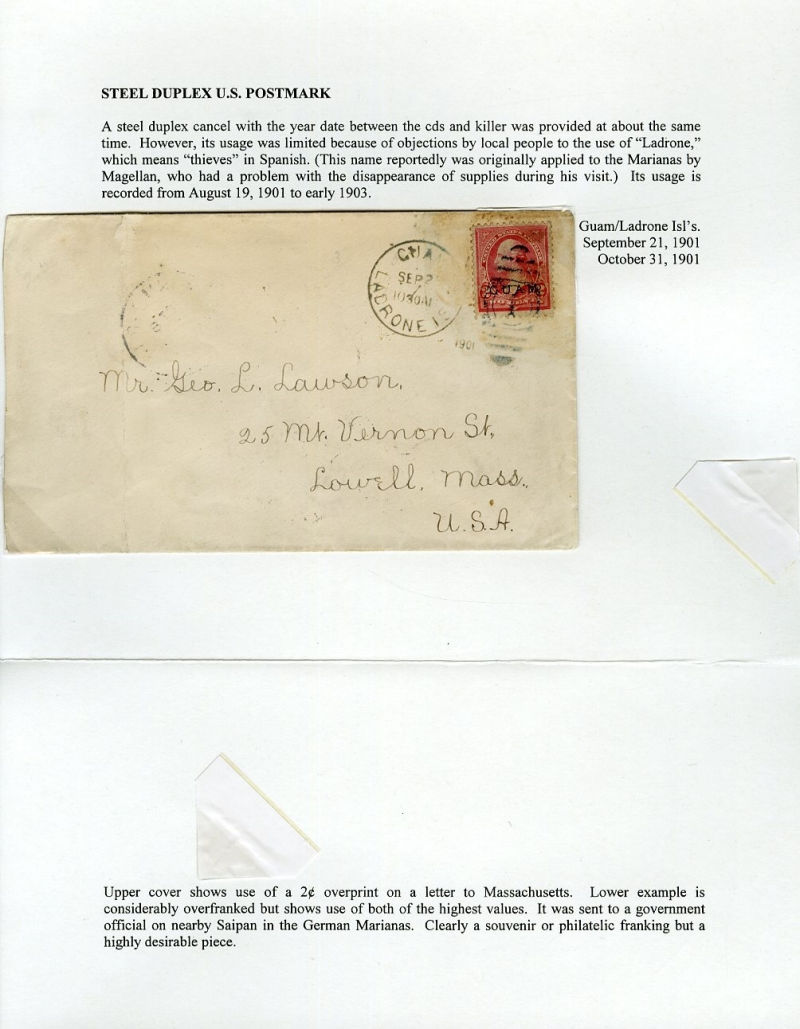 STEEL DUPLEX U.S. POSTMARK
A steel duplex cancel with the year date between the cds and killer was provided at about the same
time. However, its usage was limited because of objections by local people to the use of “Ladrone,”
which means “thieves” in Spanish. (This name reportedly was originally applied to the Marianas by
Magellan, who had a problem with the disappearance of supplies during his visit.) Its usage is
recorded from August 19, 1901 to early 1903.
Guam/Ladrone Isl’s.
September 21, 1901
October 31, 1901
GUA
SEP 2
1030AM
LADRONE IS
1901
GUAM
Mr. Geo. L. Lawson,
25 Mt. Vernon St,
Lowell, Mass.,
U.S.A.
Upper cover shows use of a 2¢ overprint on a letter to Massachusetts. Lower example is
considerably overfranked but shows use of both of the highest values. It was sent to a government
official on nearby Saipan in the German Marianas. Clearly a souvenir or philatelic franking but a
highly desirable piece.